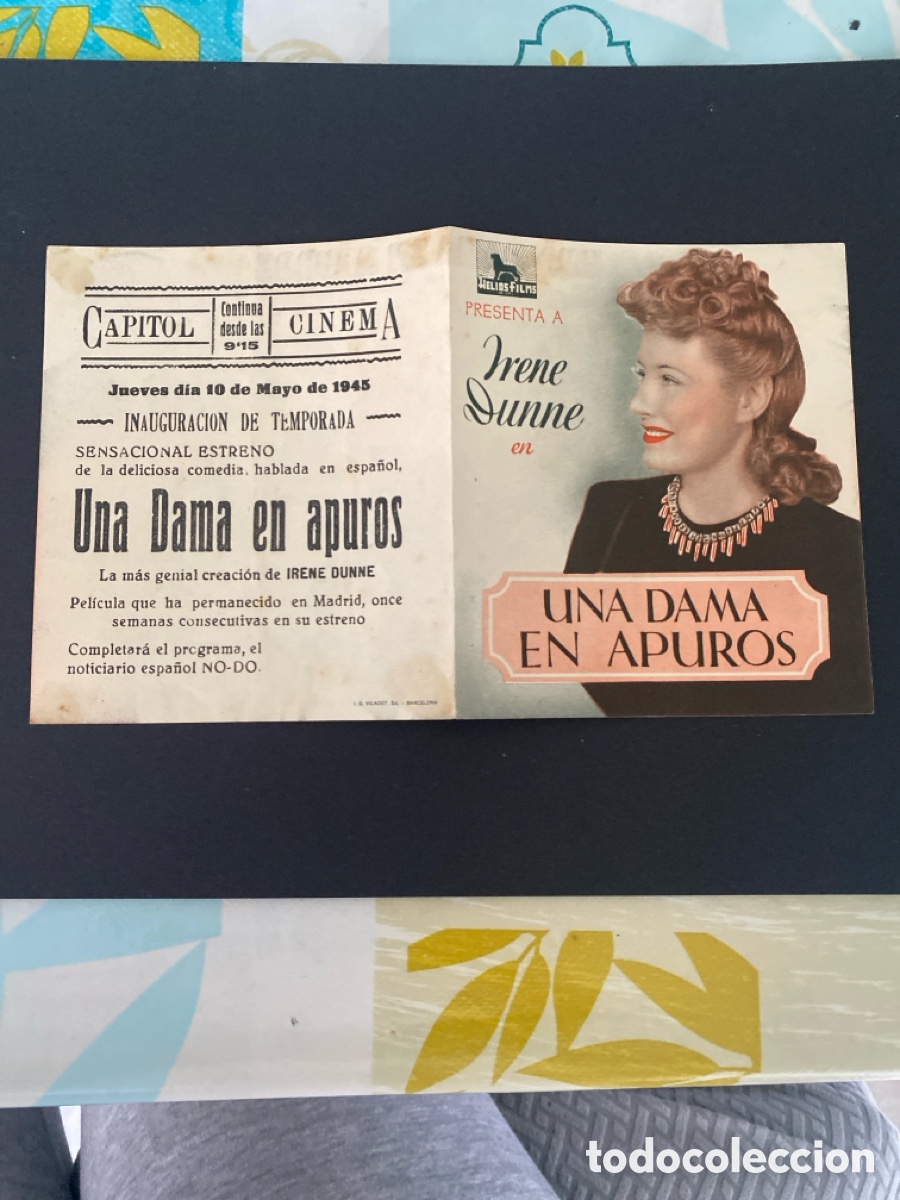 CAPITOL
Continua
desde las
9'15
CINEMA
Jueves día 10 de Mayo de 1945
INAUGURACION DE TEMPORADA
SENSACIONAL ESTRENO
de la deliciosa comedia, hablada en español,
Una Dama en apuros
La más genial creación de IRENE DUNNE
Película que ha permanecido en Madrid, once
semanas consecutivas en su estreno
Completará el programa, el
noticiario español NO-DO.
I. G. VILADOT, S.L. - BARCELONA
HELIOS-FILMS
PRESENTA A
Irene
Dunne
en
UNA DAMA
EN APUROS
todocoleccion